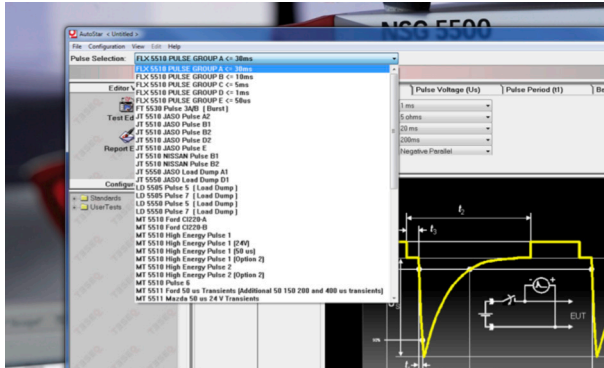 NSG 5500
AutoStar < Untitled >
File Configuration View Edit Help
Pulse Selection: FLX 5510 PULSE GROUP A <= 30ms
FLX 5510 PULSE GROUP A <= 30ms
FLX 5510 PULSE GROUP B <= 10ms
FLX 5510 PULSE GROUP C <= 5ms
FLX 5510 PULSE GROUP D <= 1ms
FLX 5510 PULSE GROUP E <= 50us
FT 5530 Pulse 3A/B ( Burst )
JT 5510 JASO Pulse A2
JT 5510 JASO Pulse B1
JT 5510 JASO Pulse B2
JT 5510 JASO Pulse D2
JT 5510 JASO Pulse E
JT 5510 NISSAN Pulse B1
JT 5510 NISSAN Pulse B2
JT 5550 JASO Load Dump A1
JT 5550 JASO Load Dump D1
LD 5505 Pulse 5 ( Load Dump )
LD 5505 Pulse 7 ( Load Dump )
LD 5550 Pulse 5 ( Load Dump )
LD 5550 Pulse 7 ( Load Dump )
MT 5510 Ford CI220-A
MT 5510 Ford CI220-B
MT 5510 High Energy Pulse 1
MT 5510 High Energy Pulse 1 (24V)
MT 5510 High Energy Pulse 1 (50 us)
MT 5510 High Energy Pulse 1 (Option 2)
MT 5510 High Energy Pulse 2
MT 5510 High Energy Pulse 2 (Option 2)
MT 5510 Pulse 6
MT 5511 Ford 50 us Transients (Additional 50 150 200 and 400 us transients)
MT 5511 Mazda 50 us 24 V Transients
Editor
Test Ed
Report E
Configu
Standards
UserTests
Pulse Voltage (Us)
Pulse Period (t1)
1 ms
5 ohms
20 ms
200ms
Negative Parallel
t2
t3
EUT